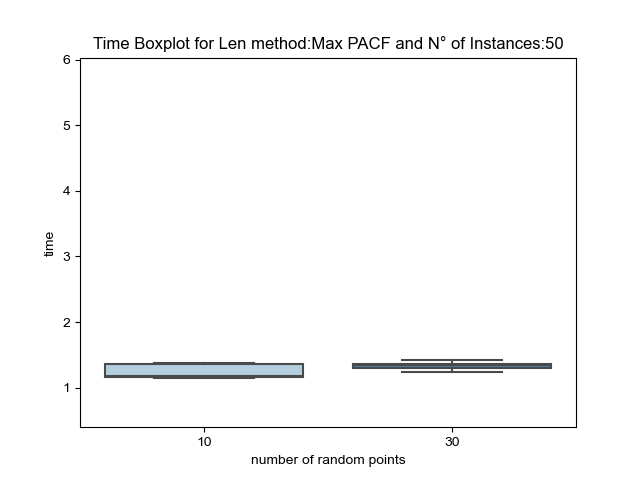 Time Boxplot for Len method:Max PACF and N° of Instances:50
6
5
4
3
2
1
time
10
30
number of random points